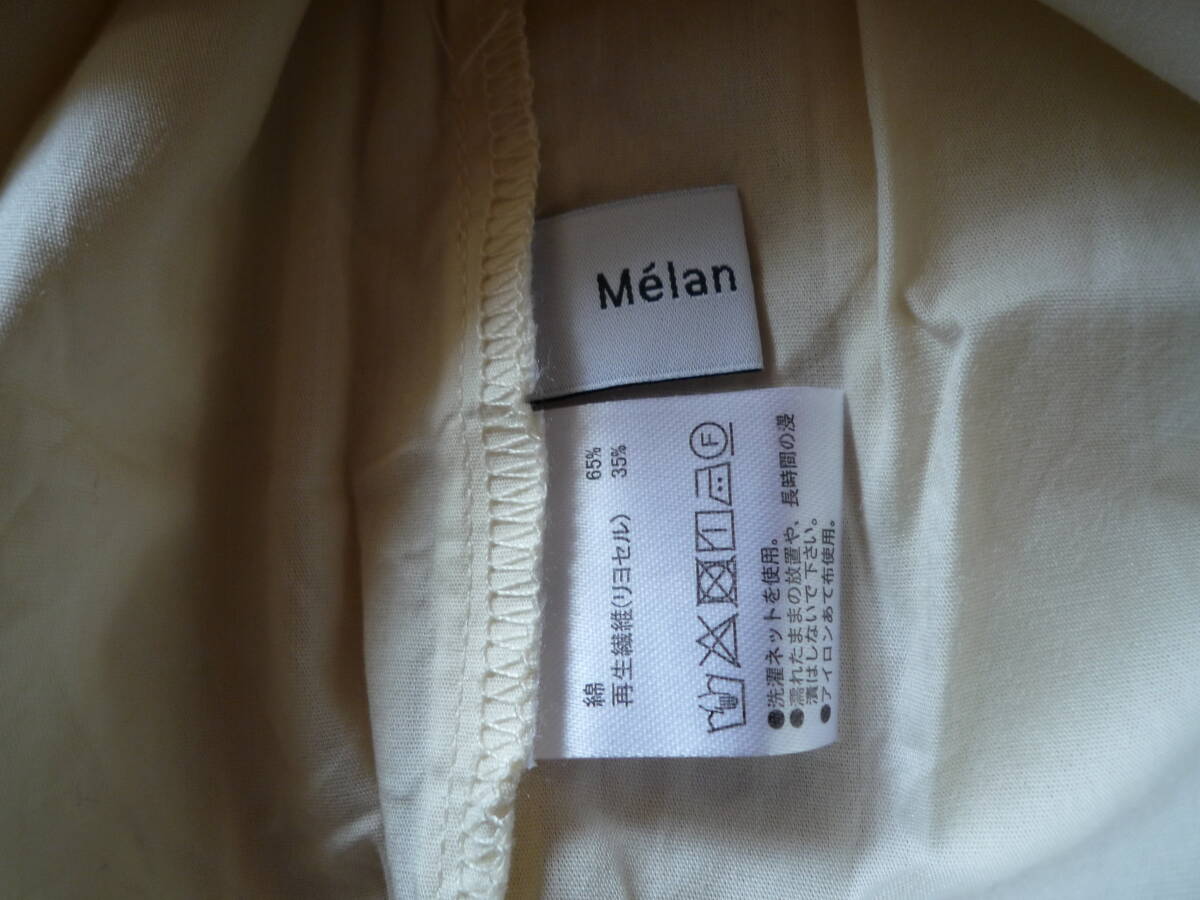 Mélan
綿 65%
再生繊維(リヨセル) 35%
F
●洗濯ネットを使用。
●濡れたままの放置や、長時間の浸
漬はしないで下さい。
●アイロンあて布使用。